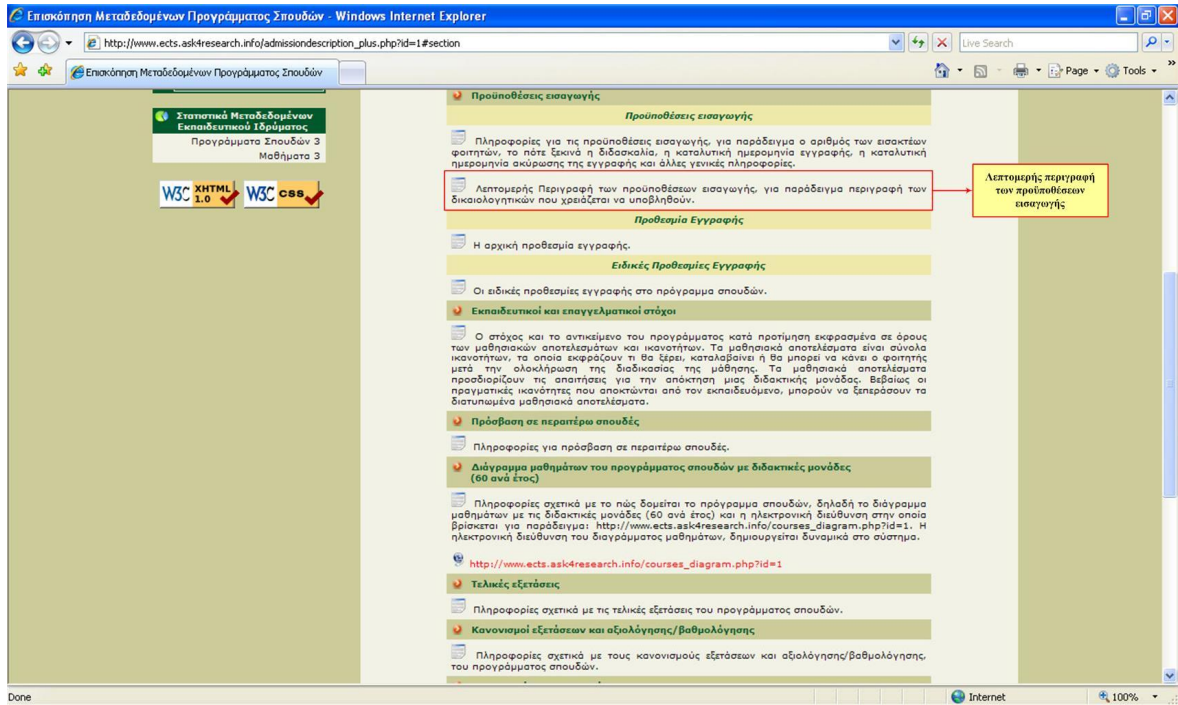 Επισκόπηση Μεταδεδομένων Προγράμματος Σπουδών - Windows Internet Explorer
http://www.ects.ask4research.info/admissiondescription_plus.php?id=1#section
Live Search
Επισκόπηση Μεταδεδομένων Προγράμματος Σπουδών
Page
Tools
Στατιστικά Μεταδεδομένων
Εκπαιδευτικού Ιδρύματος
Προγράμματα Σπουδών 3
Μαθήματα 3
W3C XHTML 1.0
W3C CSS
Προϋποθέσεις εισαγωγής
Προϋποθέσεις εισαγωγής
Πληροφορίες για τις προϋποθέσεις εισαγωγής, για παράδειγμα ο αριθμός των εισακτέων
φοιτητών, το πότε ξεκινά η διδασκαλία, η καταλυτική ημερομηνία εγγραφής, η καταλυτική
ημερομηνία ακύρωσης της εγγραφής και άλλες γενικές πληροφορίες.
Λεπτομερής Περιγραφή των προϋποθέσεων εισαγωγής, για παράδειγμα περιγραφή των
δικαιολογητικών που χρειάζεται να υποβληθούν.
Λεπτομερής περιγραφή
των προϋποθέσεων
εισαγωγής
Προθεσμία Εγγραφής
Η αρχική προθεσμία εγγραφής.
Ειδικές Προθεσμίες Εγγραφής
Οι ειδικές προθεσμίες εγγραφής στο πρόγραμμα σπουδών.
Εκπαιδευτικοί και επαγγελματικοί στόχοι
Ο στόχος και το αντικείμενο του προγράμματος κατά προτίμηση εκφρασμένα σε όρους
των μαθησιακών αποτελεσμάτων και ικανοτήτων. Τα μαθησιακά αποτελέσματα είναι σύνολα
ικανοτήτων, τα οποία εκφράζουν τι θα ξέρει, καταλαβαίνει ή θα μπορεί να κάνει ο φοιτητής
μετά την ολοκλήρωση της διαδικασίας της μάθησης. Τα μαθησιακά αποτελέσματα
προσδιορίζουν τις απαιτήσεις για την απόκτηση μιας διδακτικής μονάδας. Βεβαίως οι
πραγματικές ικανότητες που αποκτώνται από τον εκπαιδευόμενο, μπορούν να ξεπεράσουν τα
διατυπωμένα μαθησιακά αποτελέσματα.
Πρόσβαση σε περαιτέρω σπουδές
Πληροφορίες για πρόσβαση σε περαιτέρω σπουδές.
Διάγραμμα μαθημάτων του προγράμματος σπουδών με διδακτικές μονάδες
(60 ανά έτος)
Πληροφορίες σχετικά με το πώς δομείται το πρόγραμμα σπουδών, δηλαδή το διάγραμμα
μαθημάτων με τις διδακτικές μονάδες (60 ανά έτος) και η ηλεκτρονική διεύθυνση στην οποία
βρίσκεται για παράδειγμα: http://www.ects.ask4research.info/courses_diagram.php?id=1. Η
ηλεκτρονική διεύθυνση του διαγράμματος μαθημάτων, δημιουργείται δυναμικά στο σύστημα.
http://www.ects.ask4research.info/courses_diagram.php?id=1
Τελικές εξετάσεις
Πληροφορίες σχετικά με τις τελικές εξετάσεις του προγράμματος σπουδών.
Κανονισμοί εξετάσεων και αξιολόγησης/βαθμολόγησης
Πληροφορίες σχετικά με τους κανονισμούς εξετάσεων και αξιολόγησης/βαθμολόγησης,
του προγράμματος σπουδών.
Done
Internet
100%